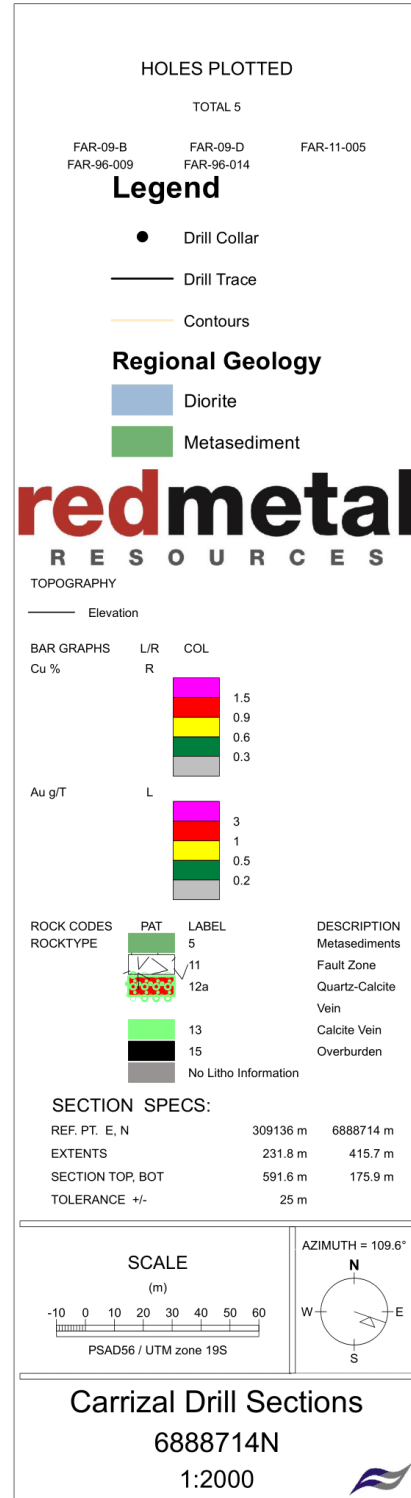 HOLES PLOTTED
TOTAL 5
FAR-09-B FAR-09-D FAR-11-005
FAR-96-009 FAR-96-014
Legend
Drill Collar
Drill Trace
Contours
Regional Geology
Diorite
Metasediment
redmetal
RESOURCES
TOPOGRAPHY
Elevation
BAR GRAPHS L/R COL
Cu % R
1.5
0.9
0.6
0.3
Au g/T L
3
1
0.5
0.2
ROCK CODES PAT LABEL DESCRIPTION
ROCKTYPE 5 Metasediments
11 Fault Zone
12a Quartz-Calcite
Vein
13 Calcite Vein
15 Overburden
No Litho Information
SECTION SPECS:
REF. PT. E, N 309136 m 6888714 m
EXTENTS 231.8 m 415.7 m
SECTION TOP, BOT 591.6 m 175.9 m
TOLERANCE +/- 25 m
SCALE
(m)
-10 0 10 20 30 40 50 60
PSAD56 / UTM zone 19S
AZIMUTH = 109.6°
N
W E
S
Carrizal Drill Sections
6888714N
1:2000